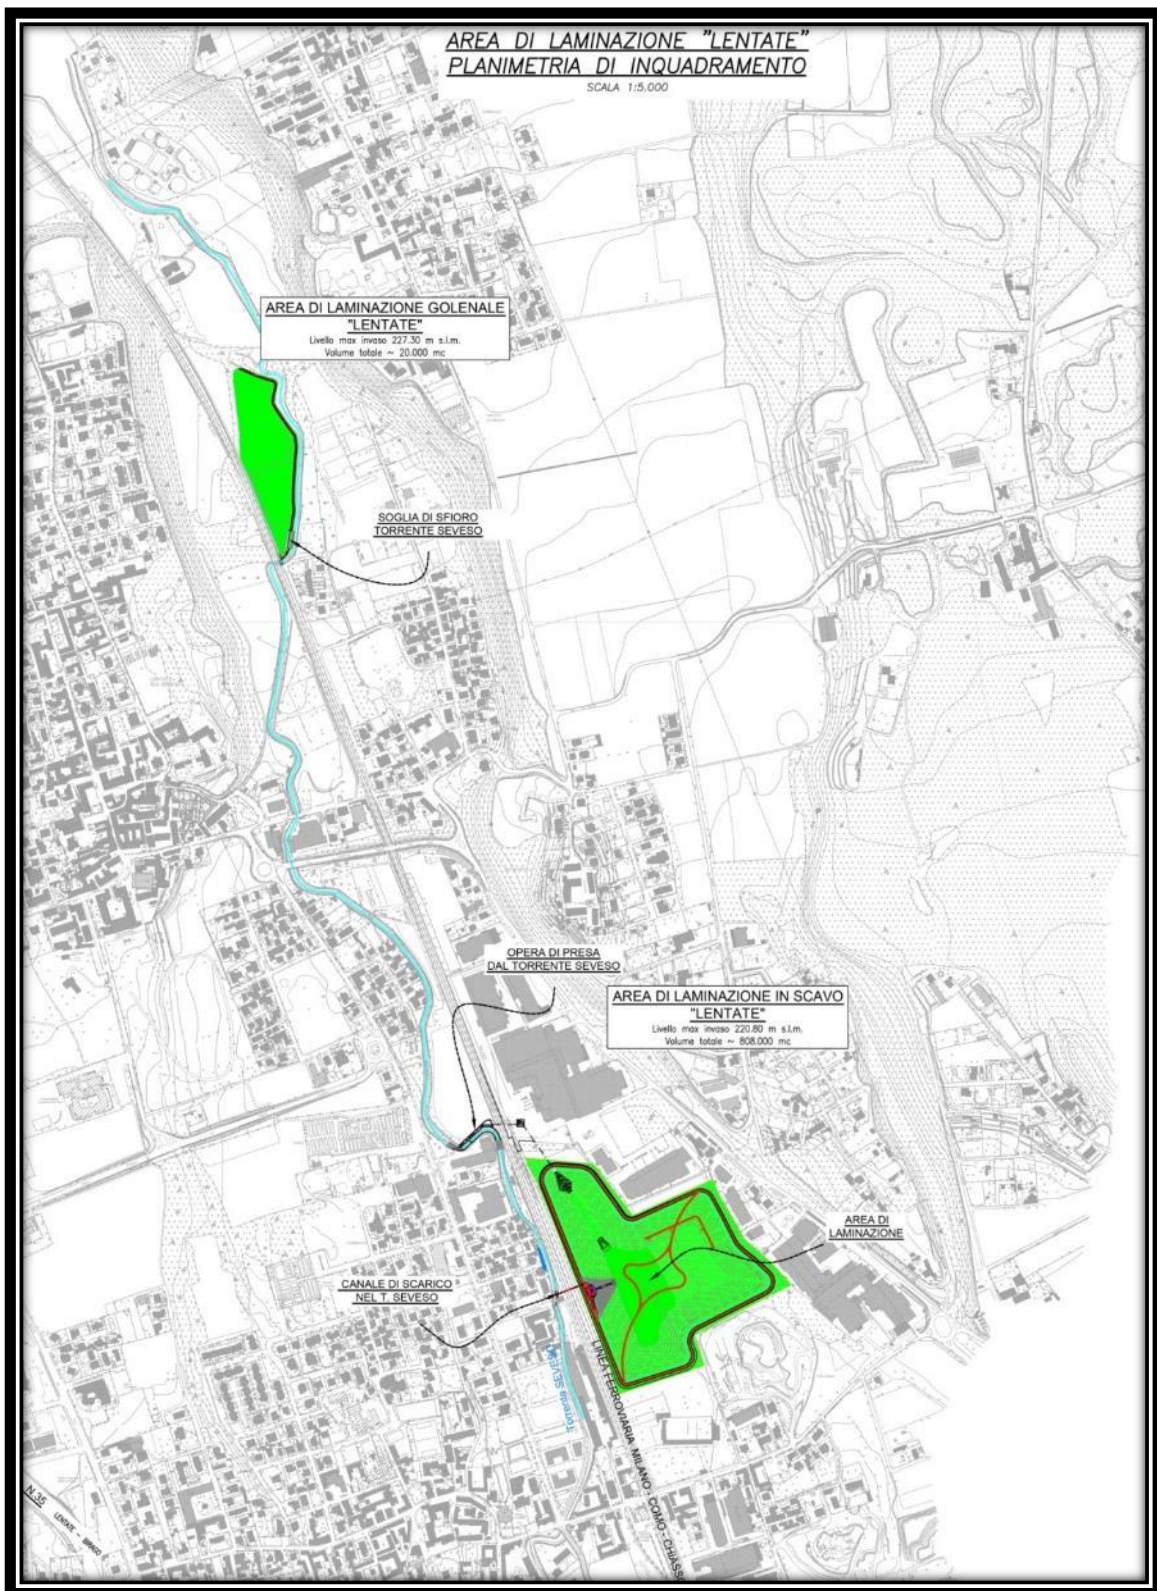 AREA DI LAMINAZIONE "LENTATE"
PLANIMETRIA DI INQUADRAMENTO
SCALA 1:5.000
AREA DI LAMINAZIONE GOLENALE
"LENTATE"
Livello max invaso 227.30 m s.l.m.
Volume totale ~ 20.000 mc
SOGLIA DI SFIORO
TORRENTE SEVESO
OPERA DI PRESA
DAL TORRENTE SEVESO
AREA DI LAMINAZIONE IN SCAVO
"LENTATE"
Livello max invaso 220.80 m s.l.m.
Volume totale ~ 808.000 mc
AREA DI
LAMINAZIONE
CANALE DI SCARICO
NEL T. SEVESO
Torrente SEVESO
LINEA FERROVIARIA MILANO - COMO - CHIASSO
N.35
LENTATE - BIRAGO